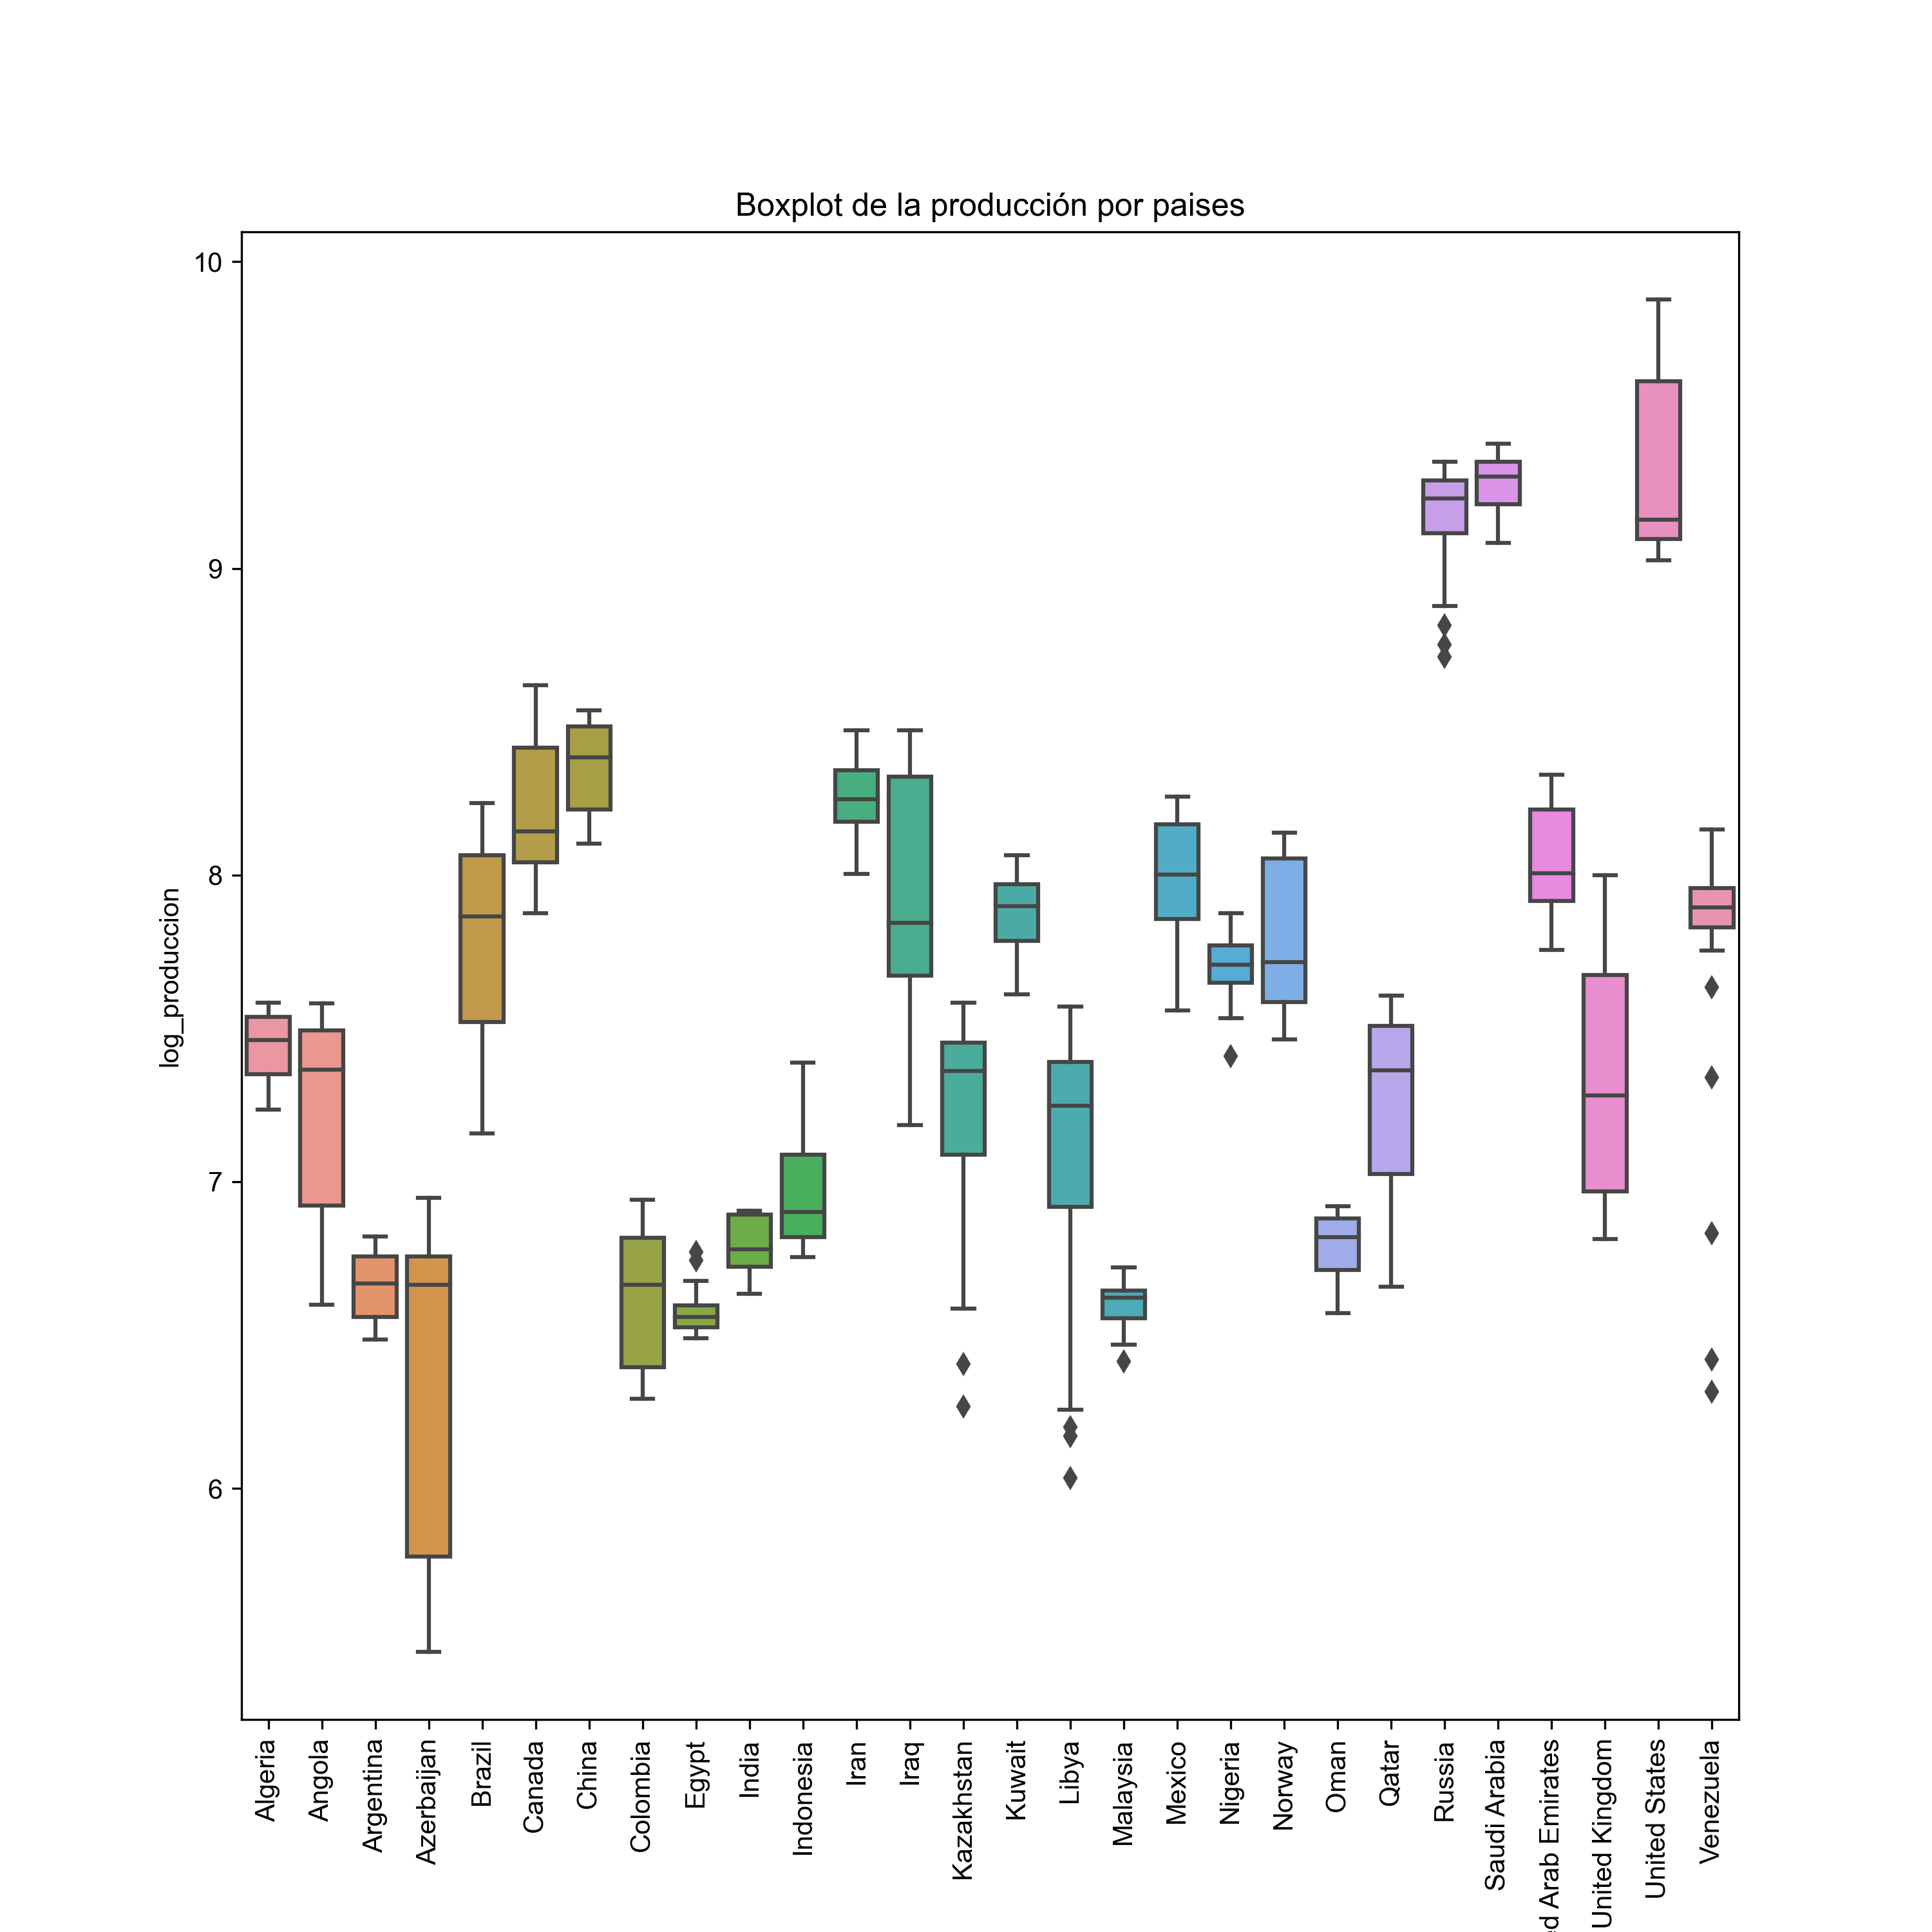 Boxplot de la producción por paises
log_produccion
10
9
8
7
6
Algeria
Angola
Argentina
Azerbaijan
Brazil
Canada
China
Colombia
Egypt
India
Indonesia
Iran
Iraq
Kazakhstan
Kuwait
Libya
Malaysia
Mexico
Nigeria
Norway
Oman
Qatar
Russia
Saudi Arabia
Arab Emirates
United Kingdom
United States
Venezuela